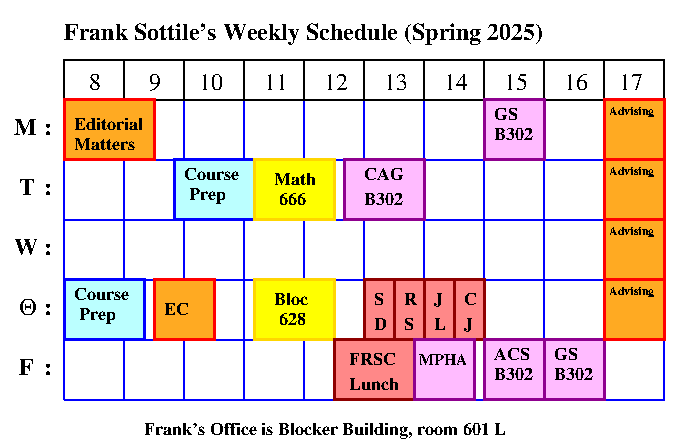 Frank Sottile's Weekly Schedule (Spring 2025)
8 9 10 11 12 13 14 15 16 17
M :
Editorial
Matters
GS
B302
Advising
T :
Course
Prep
Math
666
CAG
B302
Advising
W :
Advising
Θ :
Course
Prep
EC
Bloc
628
S
D
R
S
J
L
C
J
Advising
F :
FRSC
Lunch
MPHA
ACS
B302
GS
B302
Frank's Office is Blocker Building, room 601 L